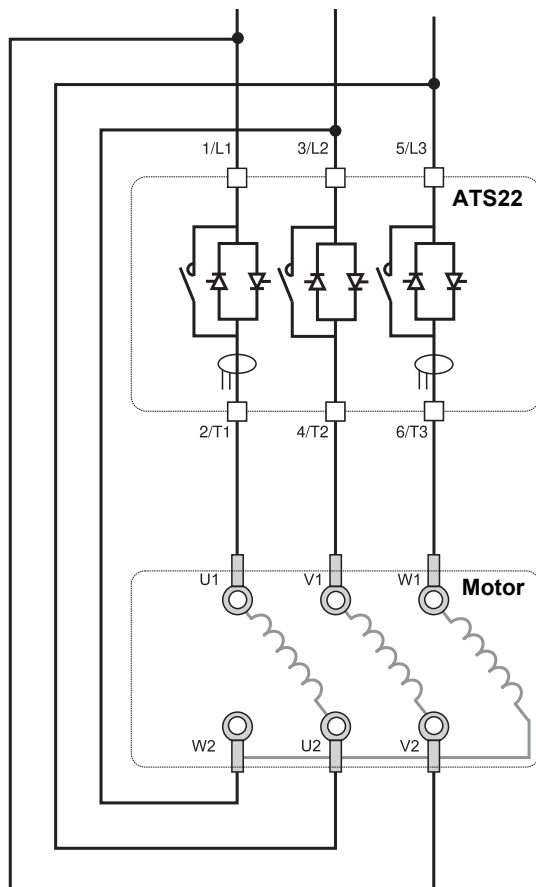 1/L1 3/L2 5/L3
ATS22
2/T1 4/T2 6/T3
U1 V1 W1 Motor
W2 U2 V2